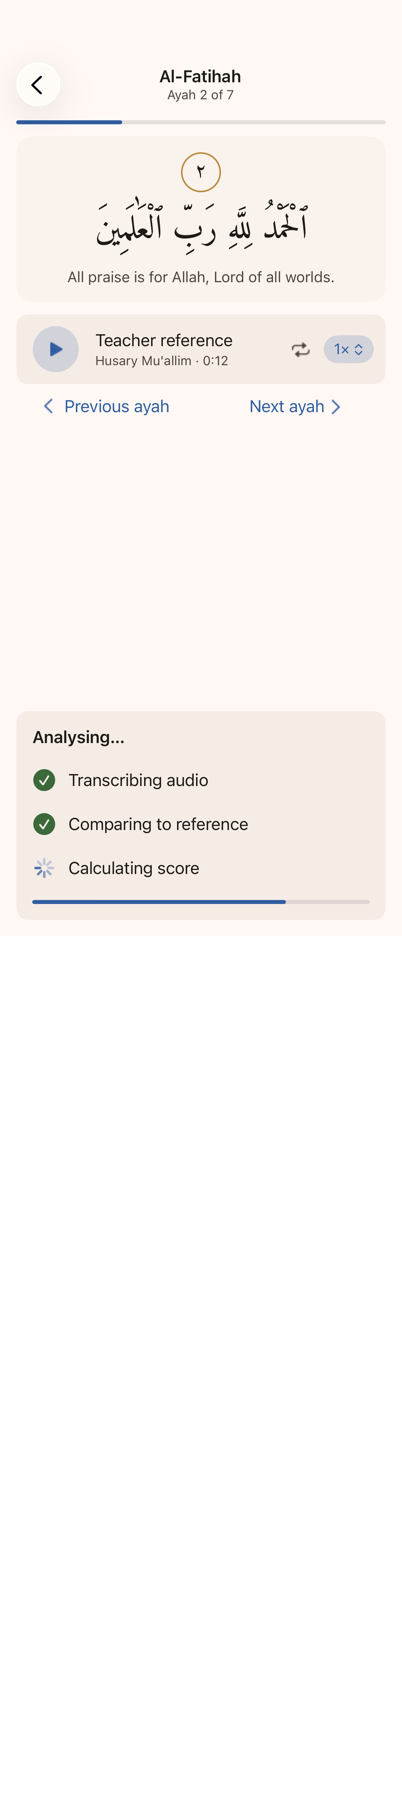 Al-Fatihah
Ayah 2 of 7
٢
ٱلْحَمْدُ لِلَّهِ رَبِّ ٱلْعَٰلَمِينَ
All praise is for Allah, Lord of all worlds.
Teacher reference
Husary Mu'allim · 0:12
1×
Previous ayah
Next ayah
Analysing...
Transcribing audio
Comparing to reference
Calculating score